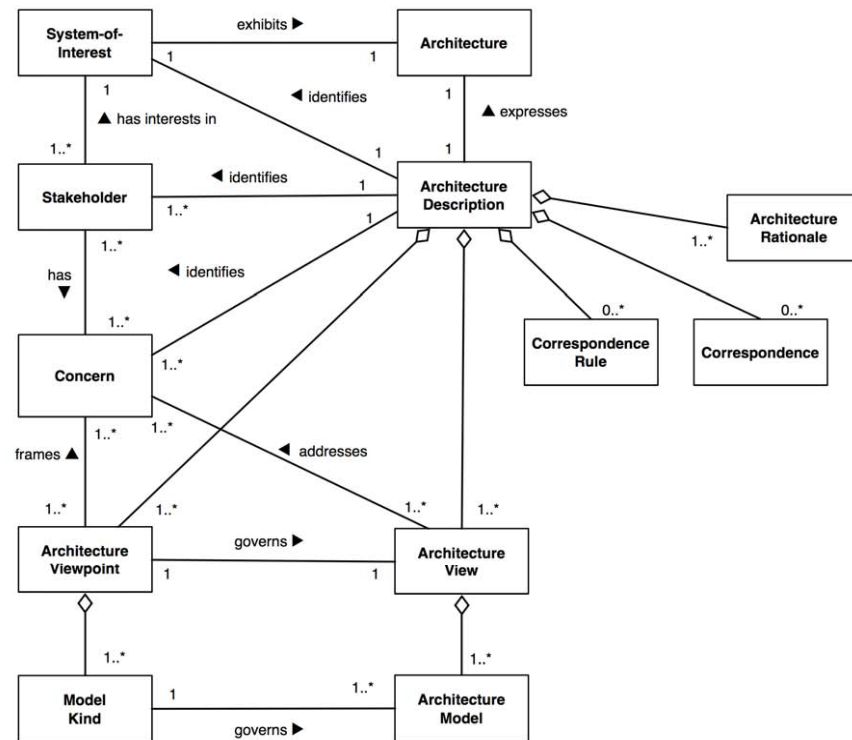 System-of-
Interest
exhibits ▶
Architecture
1
1
1
1
◀ identifies
▲ has interests in
▲ expresses
1..*
1
1
Stakeholder
◀ identifies
1
Architecture
Description
1..*
1..*
1
Architecture
Rationale
1..*
has
▼
◀ identifies
1..*
0..*
0..*
Concern
1..*
Correspondence
Rule
Correspondence
1..*
1..*
frames ▲
◀ addresses
1..*
1..*
1..*
1..*
Architecture
Viewpoint
governs ▶
1
1
Architecture
View
1..*
1..*
Model
Kind
1
1..*
governs ▶
Architecture
Model